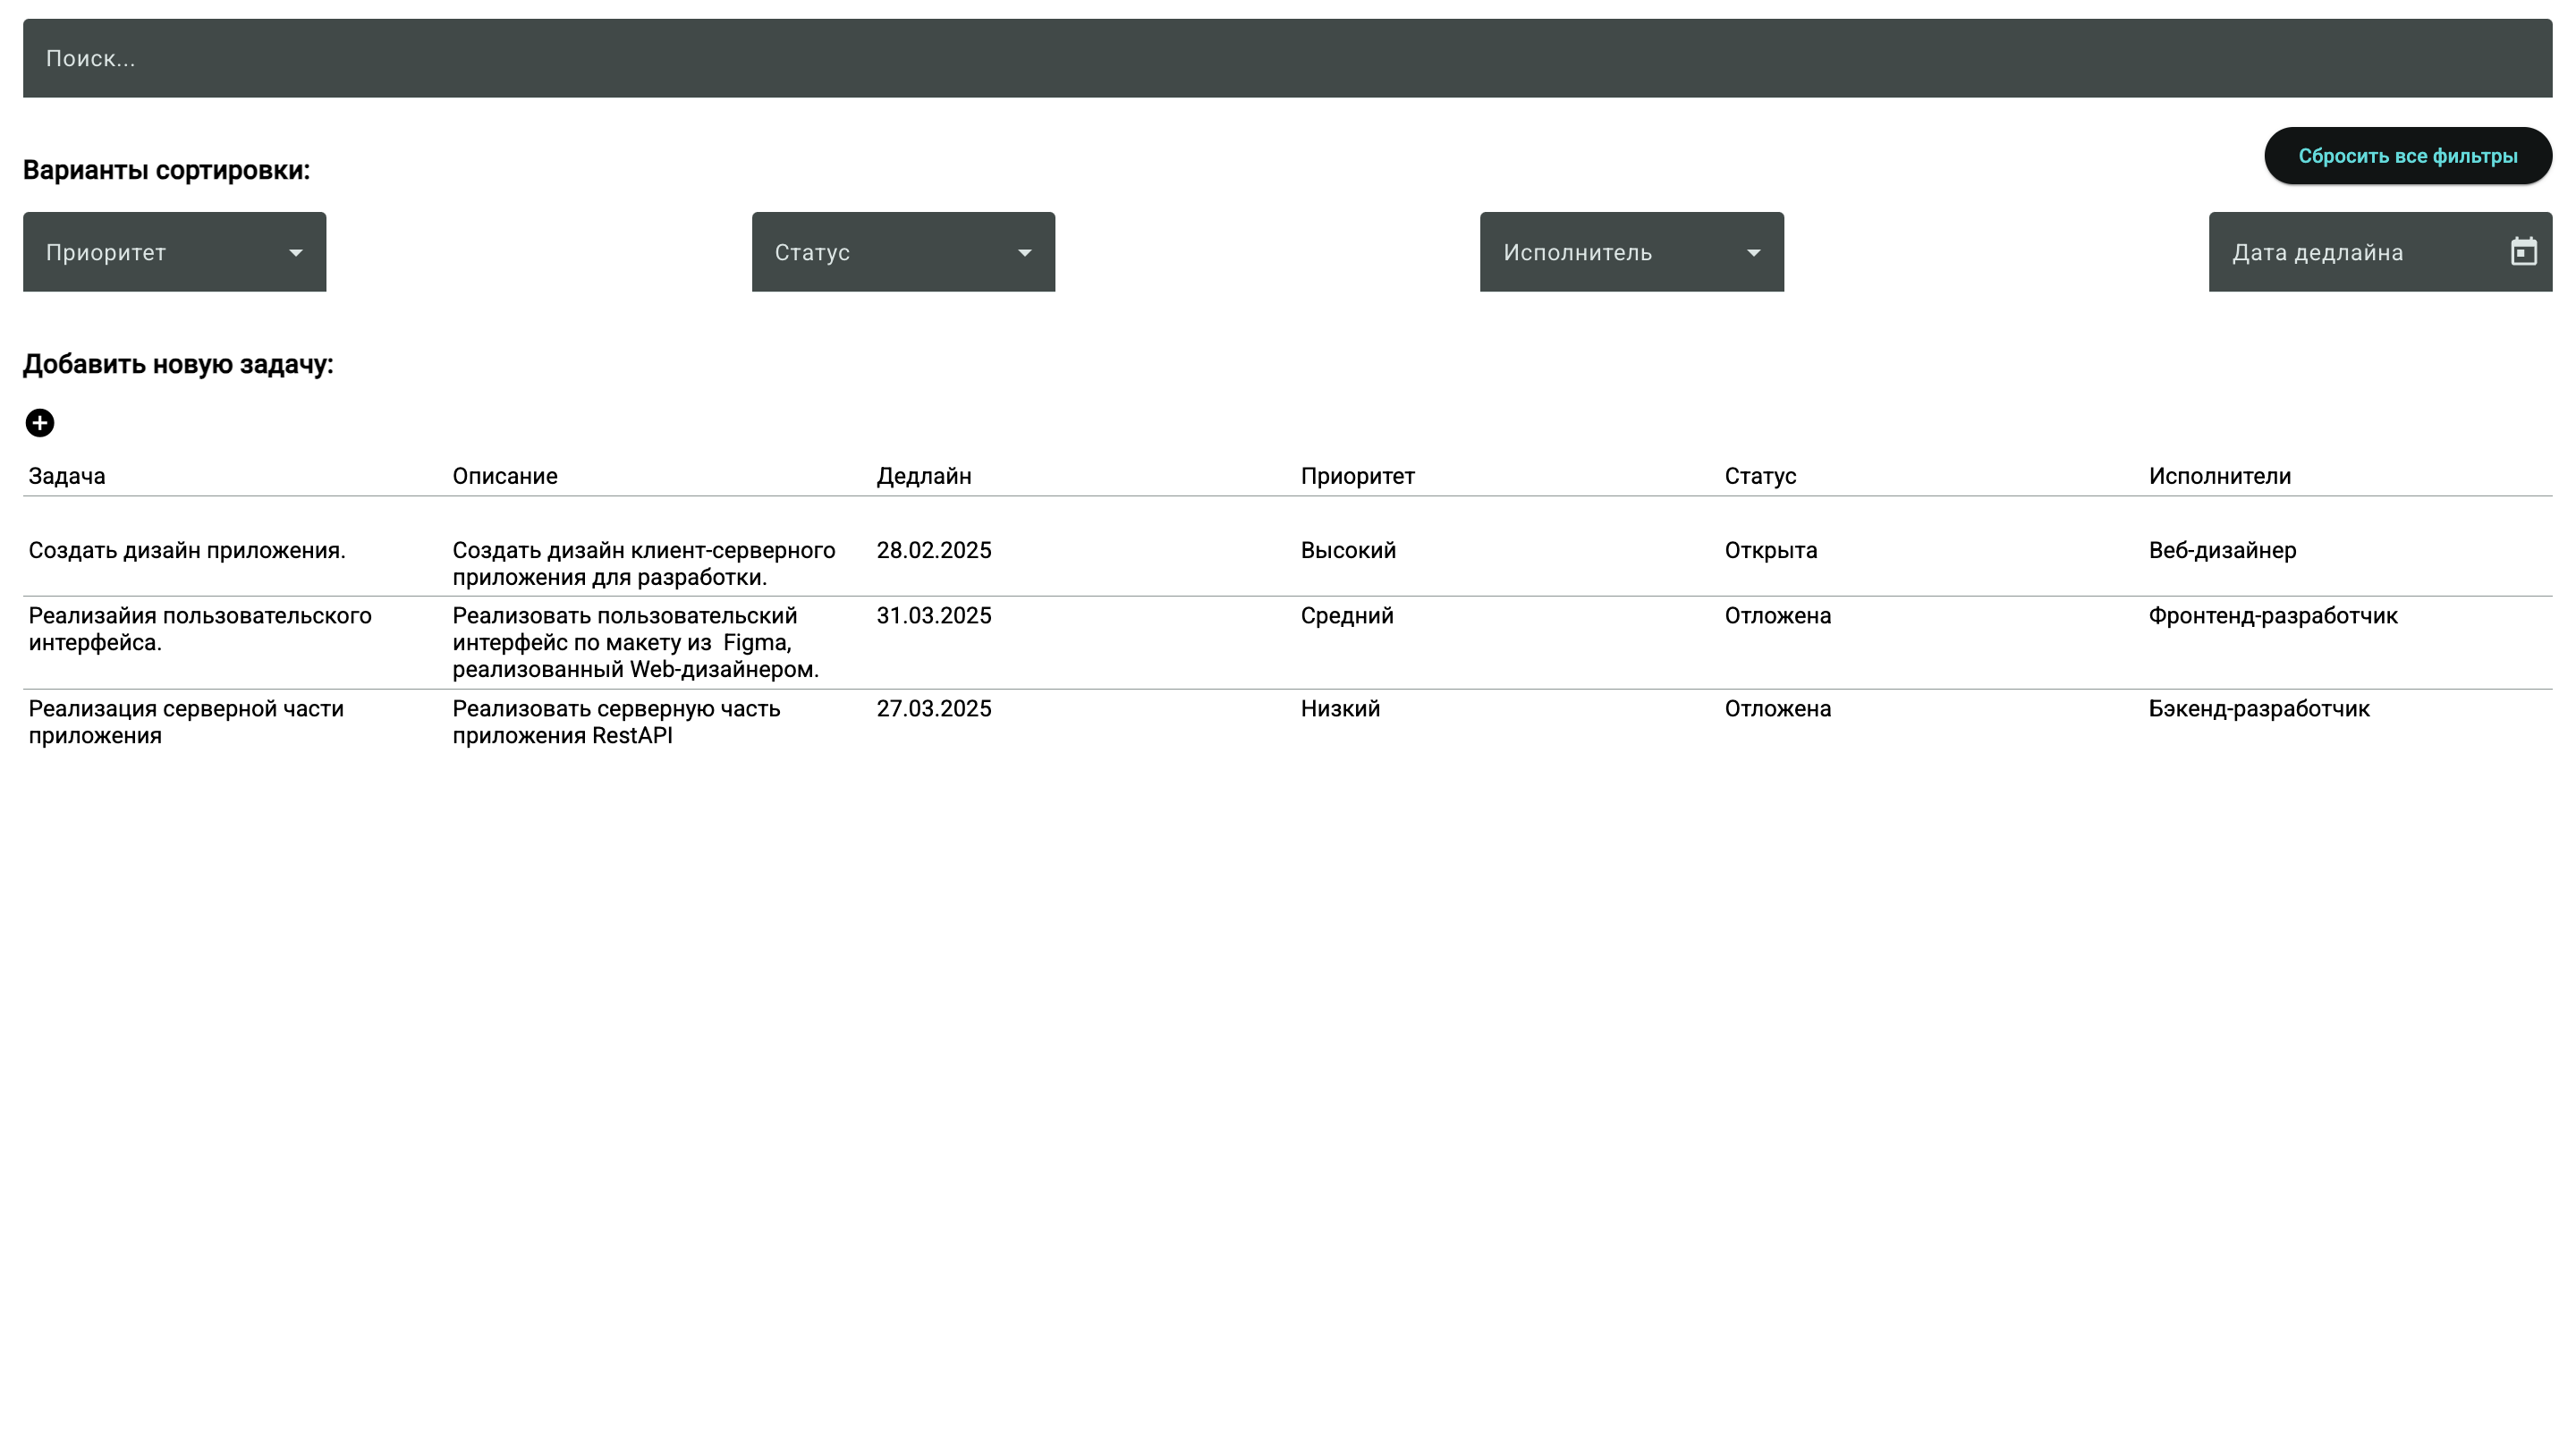 Поиск...
Варианты сортировки:
Сбросить все фильтры
Приоритет
Статус
Исполнитель
Дата дедлайна
Добавить новую задачу:
Задача
Описание
Дедлайн
Приоритет
Статус
Исполнители
Создать дизайн приложения.
Создать дизайн клиент-серверного
приложения для разработки.
28.02.2025
Высокий
Открыта
Веб-дизайнер
Реализайия пользовательского
интерфейса.
Реализовать пользовательский
интерфейс по макету из  Figma,
реализованный Web-дизайнером.
31.03.2025
Средний
Отложена
Фронтенд-разработчик
Реализация серверной части
приложения
Реализовать серверную часть
приложения RestAPI
27.03.2025
Низкий
Отложена
Бэкенд-разработчик